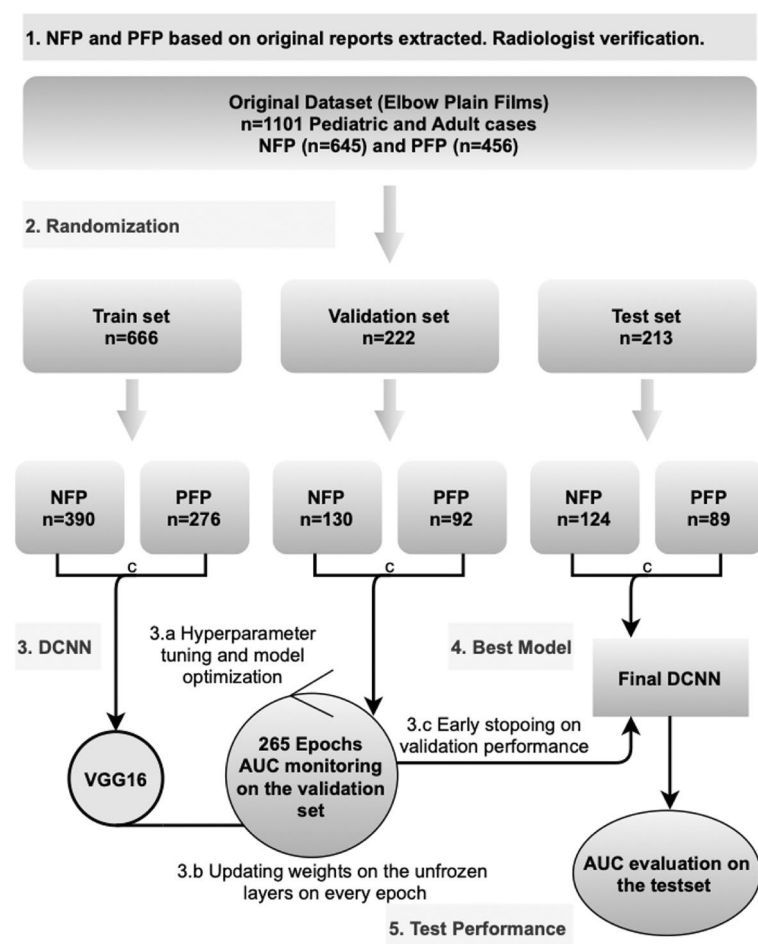 1. NFP and PFP based on original reports extracted. Radiologist verification.
Original Dataset (Elbow Plain Films)
n=1101 Pediatric and Adult cases
NFP (n=645) and PFP (n=456)
2. Randomization
Train set
n=666
Validation set
n=222
Test set
n=213
NFP
n=390
PFP
n=276
NFP
n=130
PFP
n=92
NFP
n=124
PFP
n=89
c
c
c
3. DCNN
3.a Hyperparameter
tuning and model
optimization
4. Best Model
Final DCNN
VGG16
265 Epochs
AUC monitoring
on the validation
set
3.c Early stopoing on
validation performance
3.b Updating weights on the unfrozen
layers on every epoch
AUC evaluation on
the testset
5. Test Performance